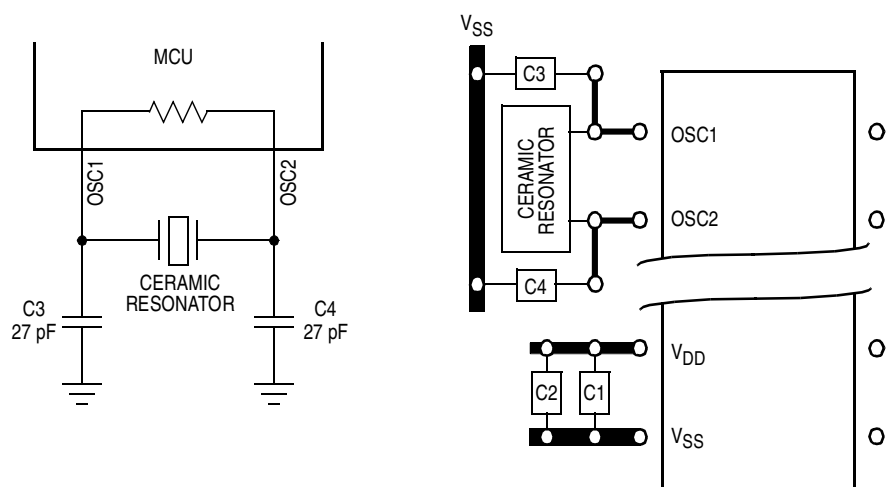 MCU
OSC1
OSC2
CERAMIC
RESONATOR
C3
27 pF
C4
27 pF
VSS
C3
CERAMIC
RESONATOR
C4
OSC1
OSC2
C2
C1
VDD
VSS